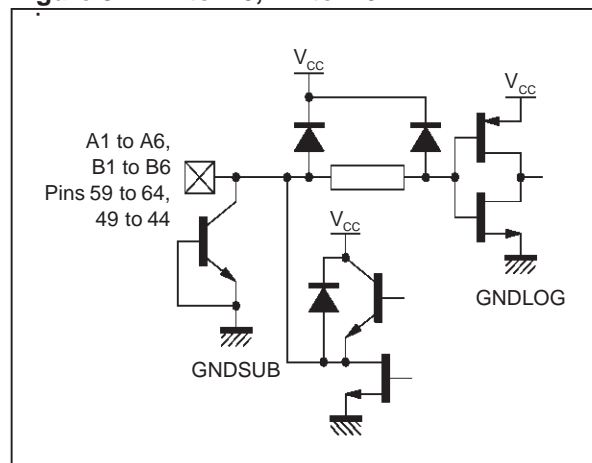 VCC
VCC
A1 to A6,
B1 to B6
Pins 59 to 64,
49 to 44
VCC
GNDLOG
GNDSUB